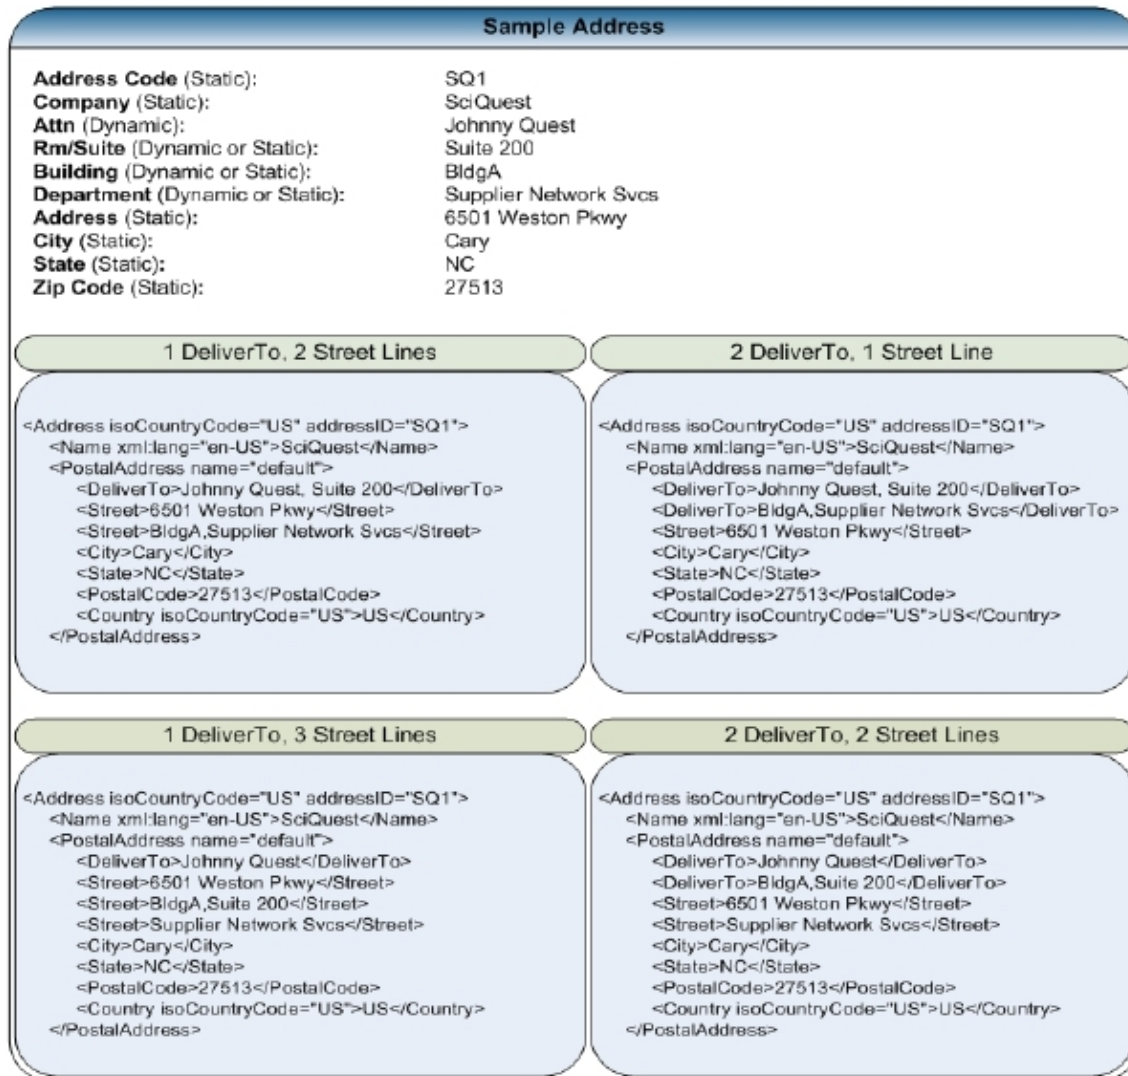 Sample Address
Address Code (Static): SQ1
Company (Static): SciQuest
Attn (Dynamic): Johnny Quest
Rm/Suite (Dynamic or Static): Suite 200
Building (Dynamic or Static): BldgA
Department (Dynamic or Static): Supplier Network Svcs
Address (Static): 6501 Weston Pkwy
City (Static): Cary
State (Static): NC
Zip Code (Static): 27513
1 DeliverTo, 2 Street Lines
<Address isoCountryCode="US" addressID="SQ1">
<Name xml:lang="en-US">SciQuest</Name>
<PostalAddress name="default">
<DeliverTo>Johnny Quest, Suite 200</DeliverTo>
<Street>6501 Weston Pkwy</Street>
<Street>BldgA,Supplier Network Svcs</Street>
<City>Cary</City>
<State>NC</State>
<PostalCode>27513</PostalCode>
<Country isoCountryCode="US">US</Country>
</PostalAddress>
2 DeliverTo, 1 Street Line
<Address isoCountryCode="US" addressID="SQ1">
<Name xml:lang="en-US">SciQuest</Name>
<PostalAddress name="default">
<DeliverTo>Johnny Quest, Suite 200</DeliverTo>
<DeliverTo>BldgA,Supplier Network Svcs</DeliverTo>
<Street>6501 Weston Pkwy</Street>
<City>Cary</City>
<State>NC</State>
<PostalCode>27513</PostalCode>
<Country isoCountryCode="US">US</Country>
</PostalAddress>
1 DeliverTo, 3 Street Lines
<Address isoCountryCode="US" addressID="SQ1">
<Name xml:lang="en-US">SciQuest</Name>
<PostalAddress name="default">
<DeliverTo>Johnny Quest</DeliverTo>
<Street>6501 Weston Pkwy</Street>
<Street>BldgA,Suite 200</Street>
<Street>Supplier Network Svcs</Street>
<City>Cary</City>
<State>NC</State>
<PostalCode>27513</PostalCode>
<Country isoCountryCode="US">US</Country>
</PostalAddress>
2 DeliverTo, 2 Street Lines
<Address isoCountryCode="US" addressID="SQ1">
<Name xml:lang="en-US">SciQuest</Name>
<PostalAddress name="default">
<DeliverTo>Johnny Quest</DeliverTo>
<DeliverTo>BldgA,Suite 200</DeliverTo>
<Street>6501 Weston Pkwy</Street>
<Street>Supplier Network Svcs</Street>
<City>Cary</City>
<State>NC</State>
<PostalCode>27513</PostalCode>
<Country isoCountryCode="US">US</Country>
</PostalAddress>